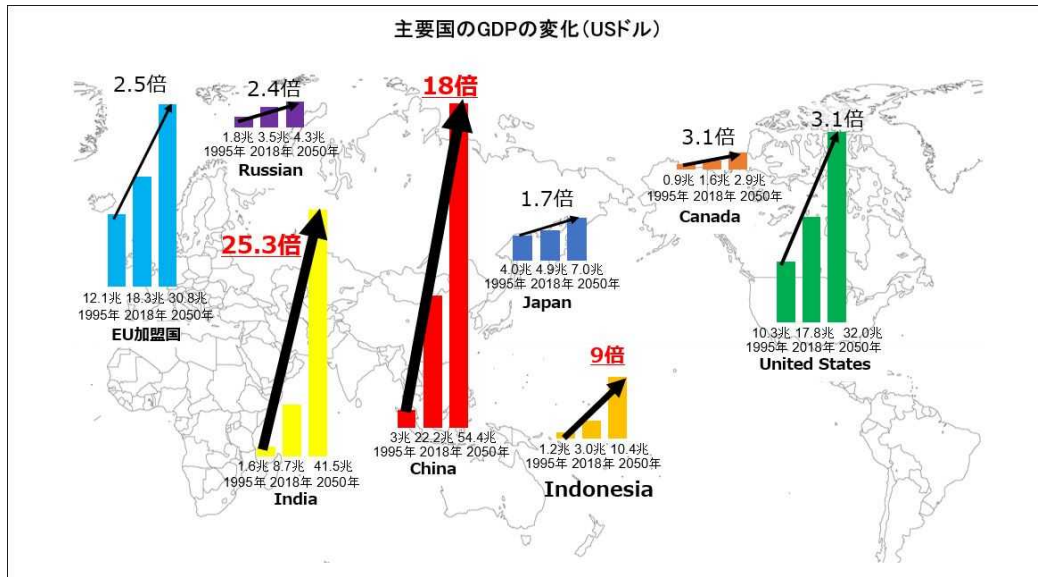 主要国のGDPの変化(USドル)
2.5倍
12.1兆 18.3兆 30.8兆
1995年 2018年 2050年
EU加盟国
2.4倍
1.8兆 3.5兆 4.3兆
1995年 2018年 2050年
Russian
25.3倍
1.6兆 8.7兆 41.5兆
1995年 2018年 2050年
India
18倍
3兆 22.2兆 54.4兆
1995年 2018年 2050年
China
1.7倍
4.0兆 4.9兆 7.0兆
1995年 2018年 2050年
Japan
9倍
1.2兆 3.0兆 10.4兆
1995年 2018年 2050年
Indonesia
3.1倍
0.9兆 1.6兆 2.9兆
1995年 2018年 2050年
Canada
3.1倍
10.3兆 17.8兆 32.0兆
1995年 2018年 2050年
United States